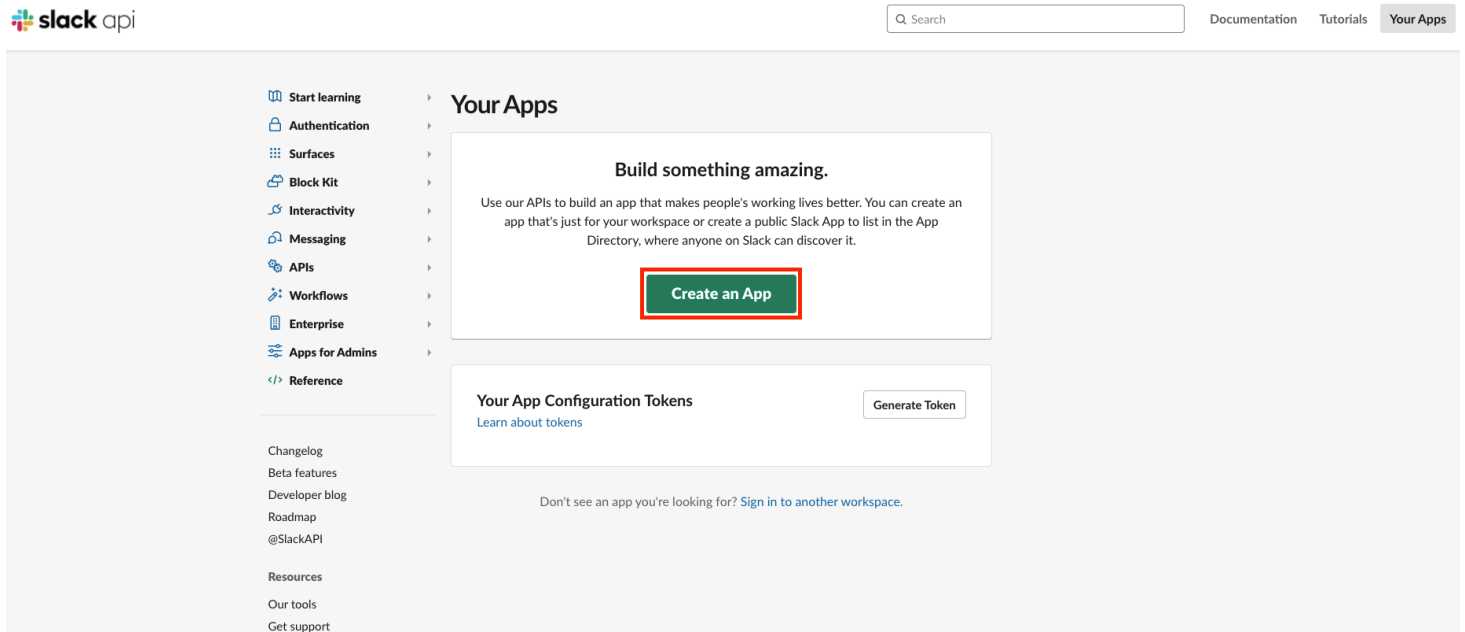 slack api
Search
Documentation
Tutorials
Your Apps
Start learning
Authentication
Surfaces
Block Kit
Interactivity
Messaging
APIs
Workflows
Enterprise
Apps for Admins
Reference
Changelog
Beta features
Developer blog
Roadmap
@SlackAPI
Resources
Our tools
Get support
Your Apps
Build something amazing.
Use our APIs to build an app that makes people's working lives better. You can create an
app that's just for your workspace or create a public Slack App to list in the App
Directory, where anyone on Slack can discover it.
Create an App
Your App Configuration Tokens
Learn about tokens
Generate Token
Don't see an app you're looking for? Sign in to another workspace.